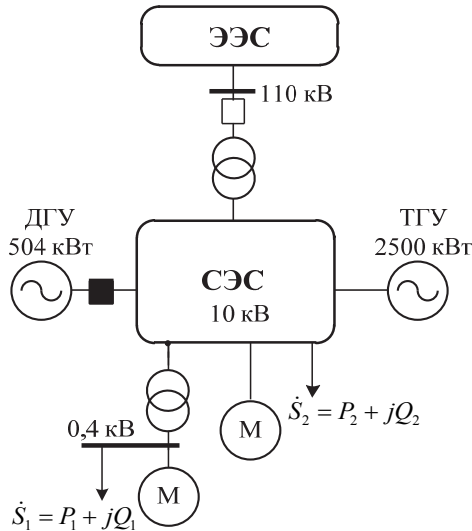 ЭЭС
110 кВ
ДГУ
504 кВт
ТГУ
2500 кВт
СЭС
10 кВ
0,4 кВ
М
Ṡ₂ = P₂ + jQ₂
Ṡ₁ = P₁ + jQ₁
М